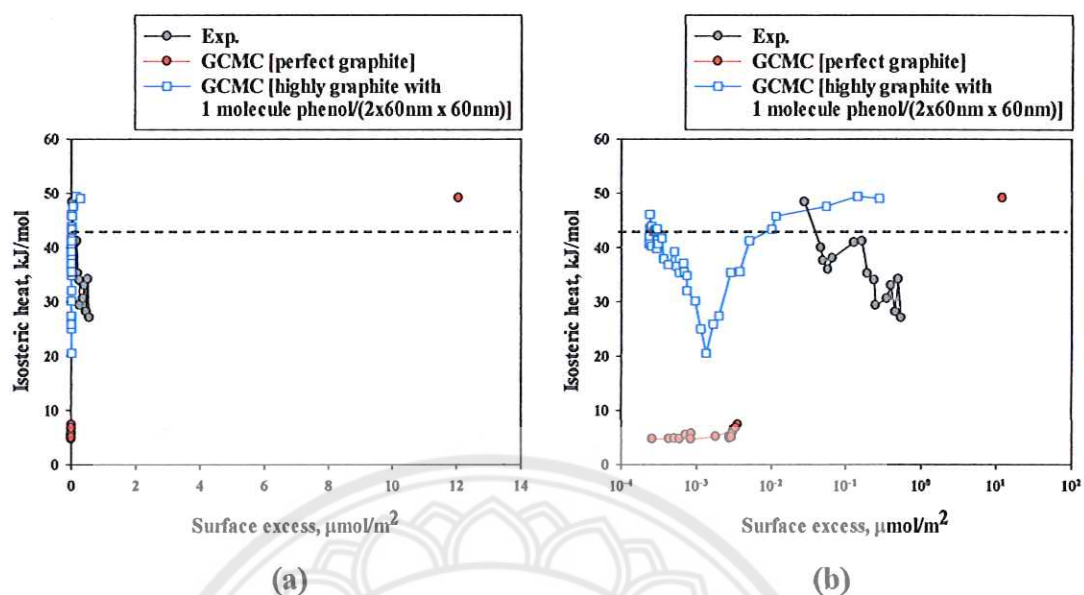 Exp.
GCMC [perfect graphite]
GCMC [highly graphite with
1 molecule phenol/(2x60nm x 60nm)]
60
50
40
30
20
10
0
Isosteric heat, kJ/mol
0 2 4 6 8 10 12 14
Surface excess, μmol/m²
(a)
Exp.
GCMC [perfect graphite]
GCMC [highly graphite with
1 molecule phenol/(2x60nm x 60nm)]
60
50
40
30
20
10
0
Isosteric heat, kJ/mol
10⁻⁴ 10⁻³ 10⁻² 10⁻¹ 10⁰ 10¹ 10²
Surface excess, μmol/m²
(b)